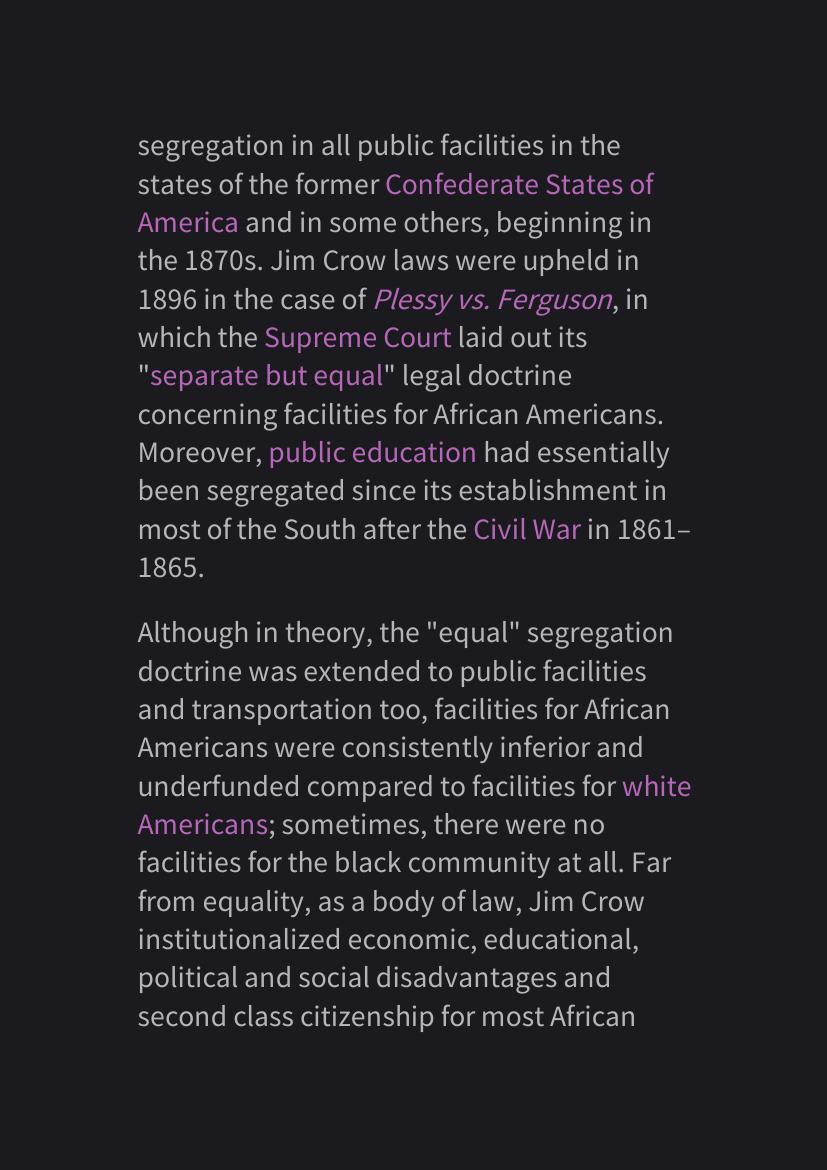 segregation in all public facilities in the
states of the former Confederate States of
America and in some others, beginning in
the 1870s. Jim Crow laws were upheld in
1896 in the case of Plessy vs. Ferguson, in
which the Supreme Court laid out its
"separate but equal" legal doctrine
concerning facilities for African Americans.
Moreover, public education had essentially
been segregated since its establishment in
most of the South after the Civil War in 1861–
1865.
Although in theory, the "equal" segregation
doctrine was extended to public facilities
and transportation too, facilities for African
Americans were consistently inferior and
underfunded compared to facilities for white
Americans; sometimes, there were no
facilities for the black community at all. Far
from equality, as a body of law, Jim Crow
institutionalized economic, educational,
political and social disadvantages and
second class citizenship for most African